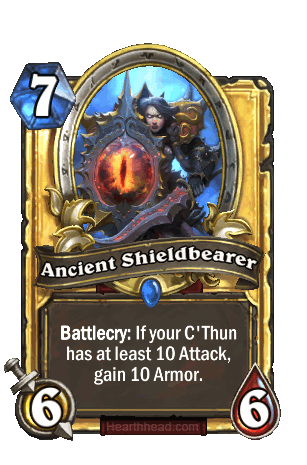 7
Ancient Shieldbearer
Battlecry: If your C'Thun
has at least 10 Attack,
gain 10 Armor.
6
6
Hearthhead.com